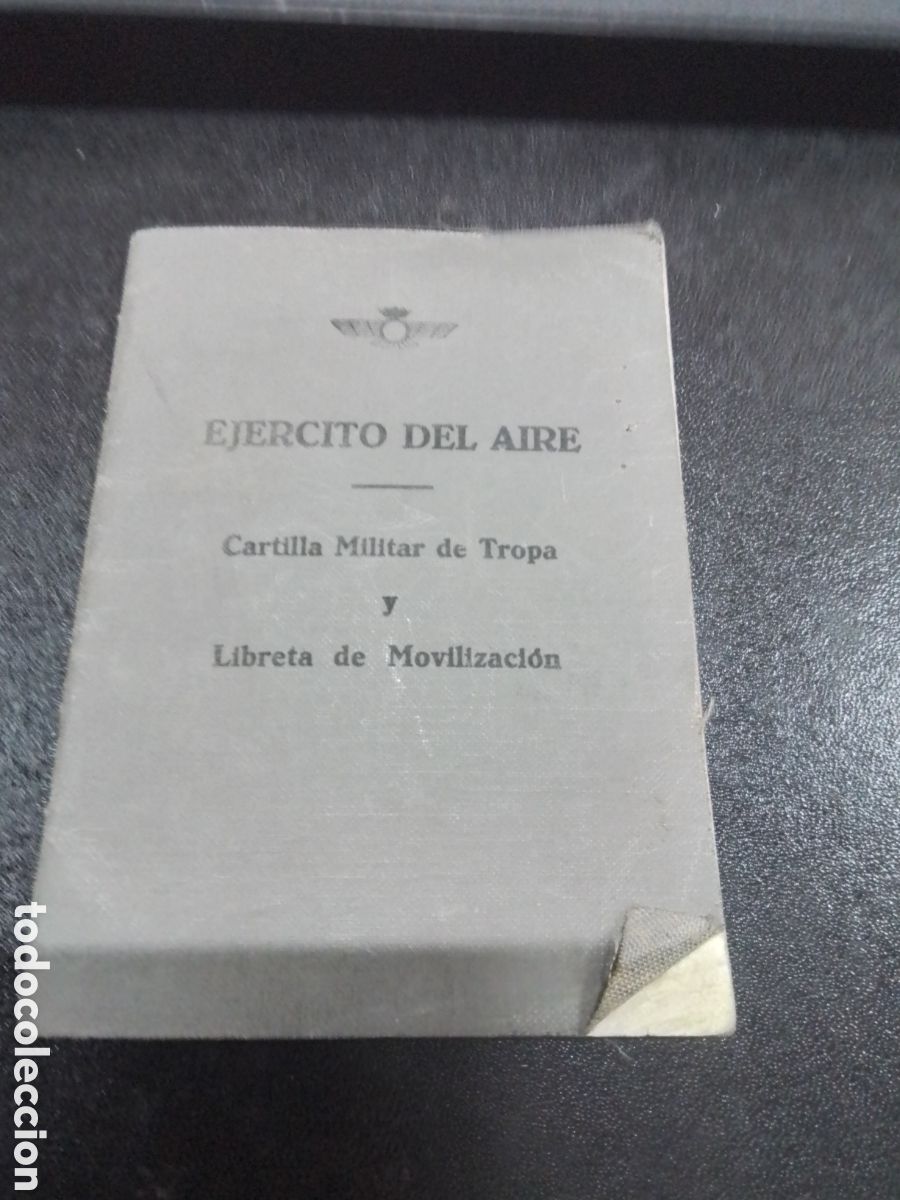 EJERCITO DEL AIRE
Cartilla Militar de Tropa
y
Libreta de Movilización
todocoleccion